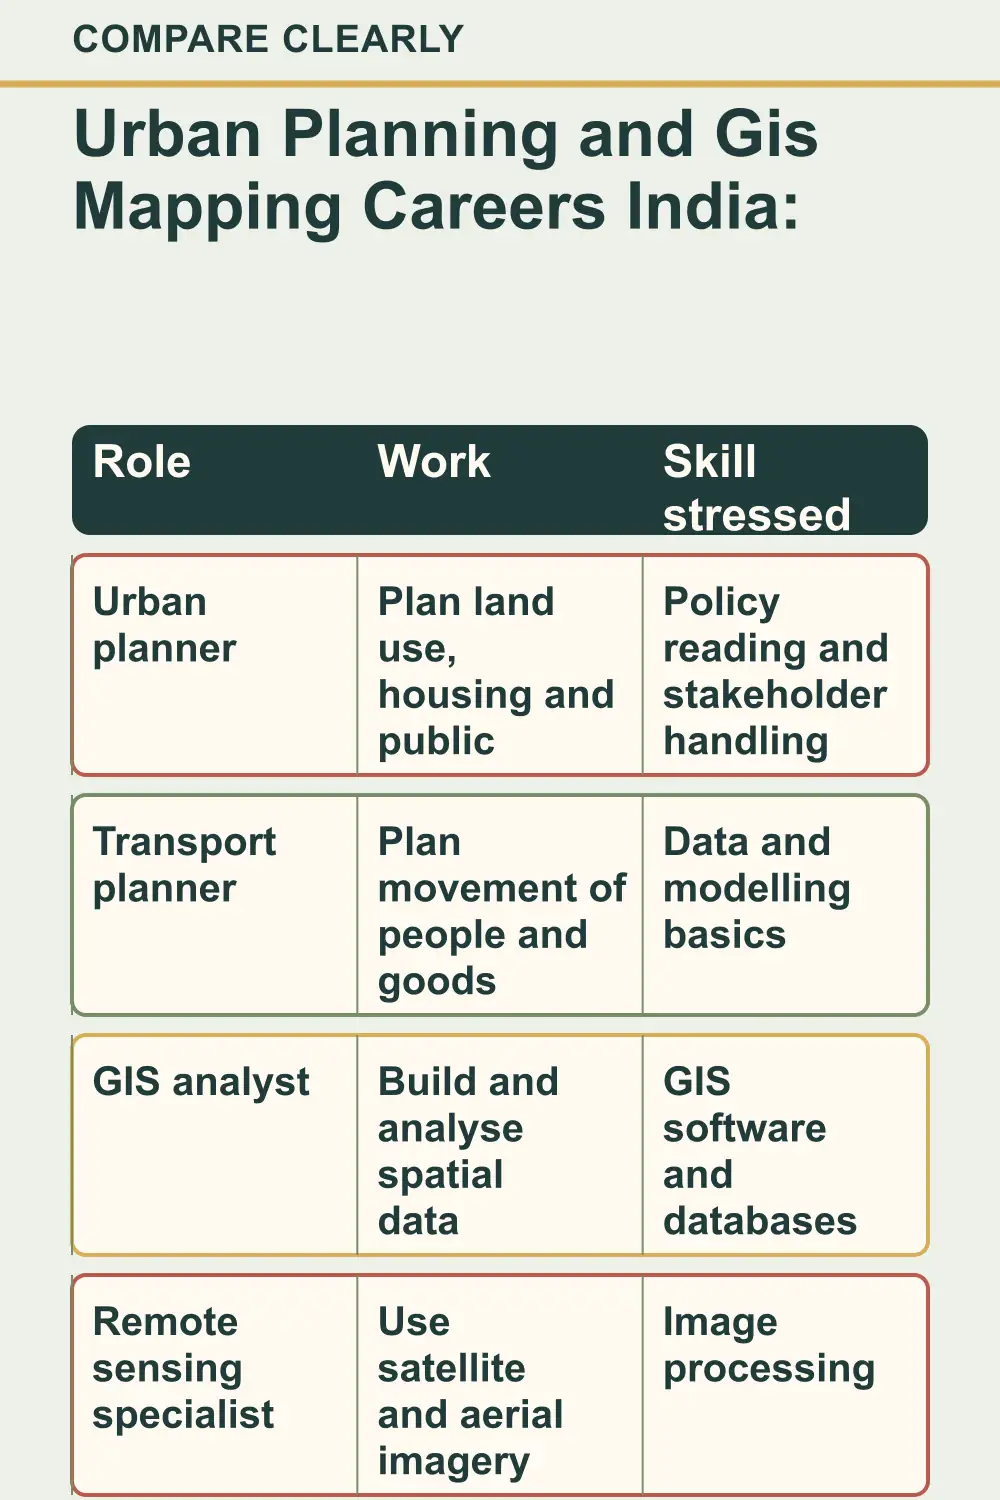 COMPARE CLEARLY
Urban Planning and Gis
Mapping Careers India:
Role
Work
Skill
stressed
Urban
planner
Plan land
use,
housing and
public
Policy
reading and
stakeholder
handling
Transport
planner
Plan
movement of
people and
goods
Data and
modelling
basics
GIS analyst
Build and
analyse
spatial
data
GIS
software
and
databases
Remote
sensing
specialist
Use
satellite
and aerial
imagery
Image
processing